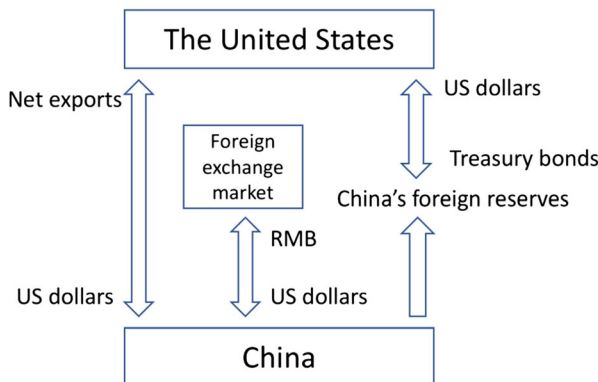 The United States
Net exports
US dollars
Foreign
exchange
market
Treasury bonds
China's foreign reserves
RMB
US dollars
US dollars
China